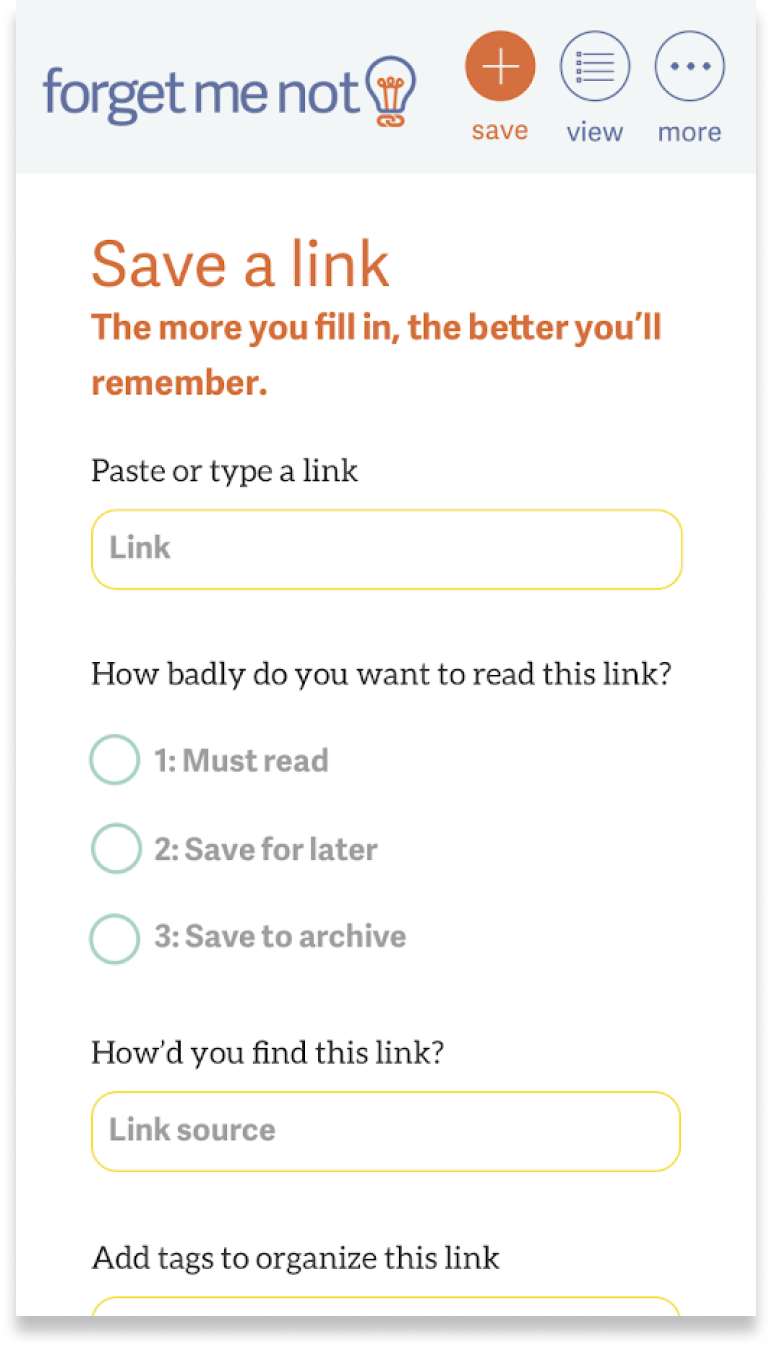 forget me not
save
view
more
Save a link
The more you fill in, the better you’ll
remember.
Paste or type a link
Link
How badly do you want to read this link?
1: Must read
2: Save for later
3: Save to archive
How’d you find this link?
Link source
Add tags to organize this link